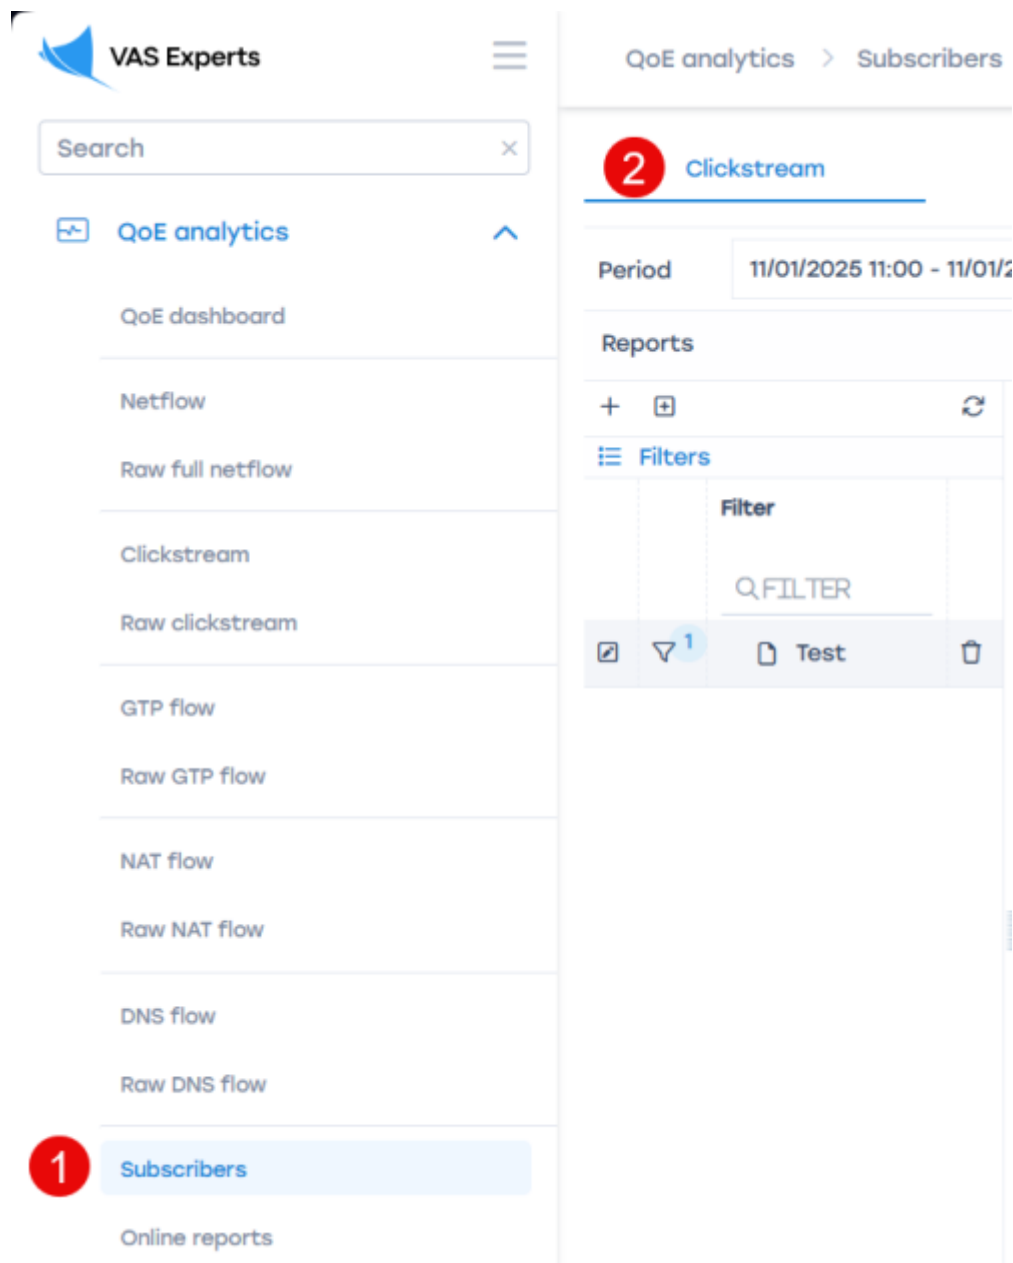 VAS Experts
QoE analytics > Subscribers
Search
2 Clickstream
QoE analytics
Period 11/01/2025 11:00 - 11/01/2
QoE dashboard
Reports
Netflow
Filters
Raw full netflow
Filter
Clickstream
FILTER
Raw clickstream
1 Test
GTP flow
Raw GTP flow
NAT flow
Raw NAT flow
DNS flow
Raw DNS flow
1 Subscribers
Online reports